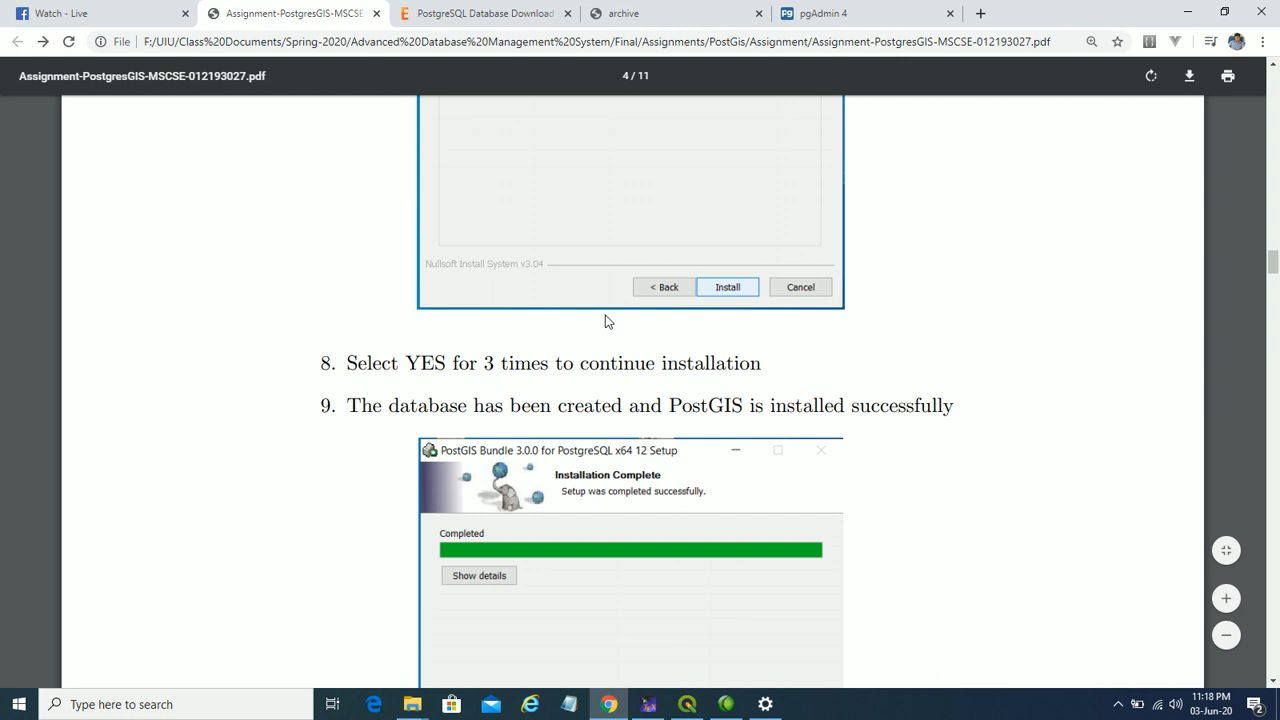 Watch - Live
Assignment-PostgresGIS-MSCSE-
PostgreSQL Database Download
archive
pgAdmin 4
File
F:/UIU/Class%20Documents/Spring-2020/Advanced%20Database%20Management%20System/Final/Assignments/PostGis/Assignment/Assignment-PostgresGIS-MSCSE-012193027.pdf
Assignment-PostgresGIS-MSCSE-012193027.pdf
4 / 11
Nullsoft Install System v3.04
< Back
Install
Cancel
8. Select YES for 3 times to continue installation
9. The database has been created and PostGIS is installed successfully
PostGIS Bundle 3.0.0 for PostgreSQL x64 12 Setup
Installation Complete
Setup was completed successfully.
Completed
Show details
Type here to search
11:18 PM
03-Jun-20
2